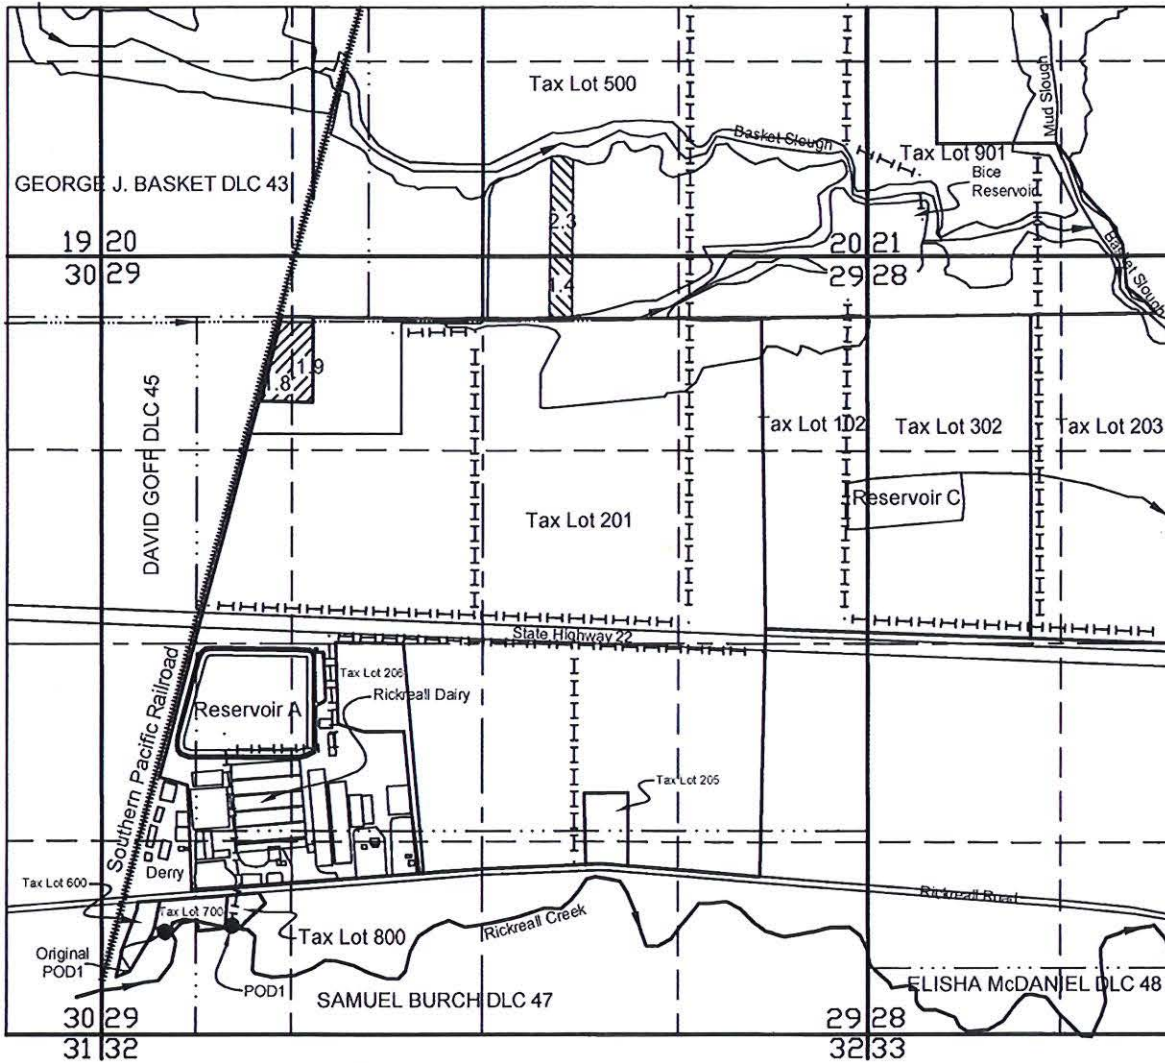 Tax Lot 500
Mud Slough
Basket Slough
Tax Lot 901
Bice
Reservoir
GEORGE J. BASKET DLC 43
2.3
19 20
20 21
30 29
29 28
1.4
Basket Slough
DAVID GOFF DLC 45
1.9
.8
Tax Lot 102
Tax Lot 302
Tax Lot 203
Reservoir C
Tax Lot 201
State Highway 22
Southern Pacific Railroad
Tax Lot 206
Rickreall Dairy
Reservoir A
Tax Lot 205
Derry
Tax Lot 600
Rickreall Road
Tax Lot 700
Tax Lot 800
Rickreall Creek
Original
POD1
POD1
SAMUEL BURCH DLC 47
ELISHA McDANIEL DLC 48
30 29
29 28
31 32
32 33